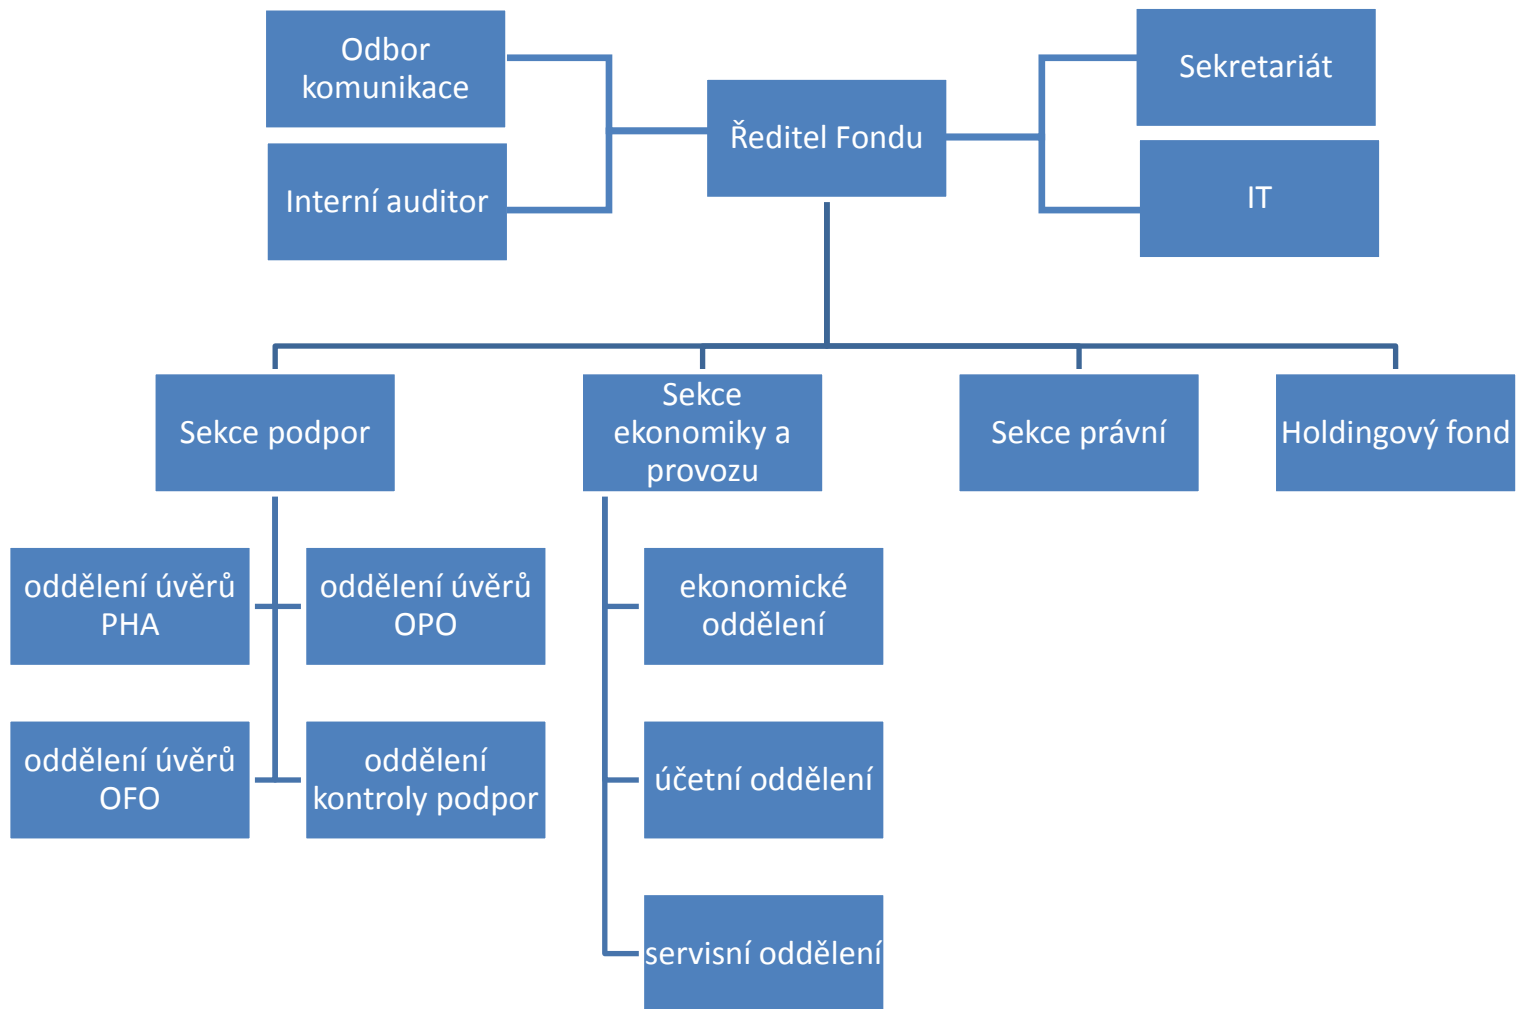 Odbor
komunikace
Sekretariát
Ředitel Fondu
Interní auditor
IT
Sekce podpor
Sekce
ekonomiky a
provozu
Sekce právní
Holdingový fond
oddělení úvěrů
PHA
oddělení úvěrů
OPO
ekonomické
oddělení
oddělení úvěrů
OFO
oddělení
kontroly podpor
účetní oddělení
servisní oddělení